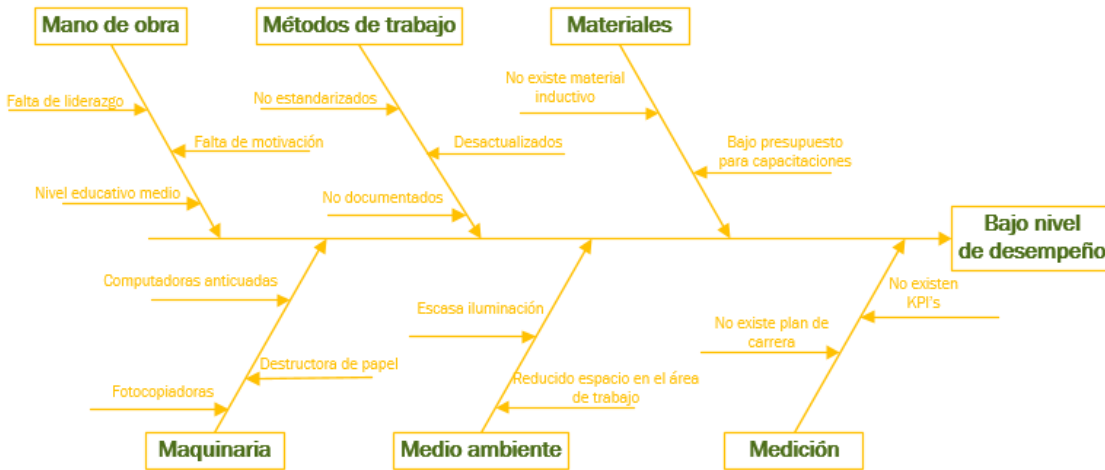 Mano de obra
Métodos de trabajo
Materiales
Falta de liderazgo
Falta de motivación
Nivel educativo medio
No estandarizados
Desactualizados
No documentados
No existe material
inductivo
Bajo presupuesto
para capacitaciones
Bajo nivel
de desempeño
Computadoras anticuadas
Destructora de papel
Fotocopiadoras
Escasa iluminación
Reducido espacio en el área
de trabajo
No existen
KPI's
No existe plan de
carrera
Maquinaria
Medio ambiente
Medición